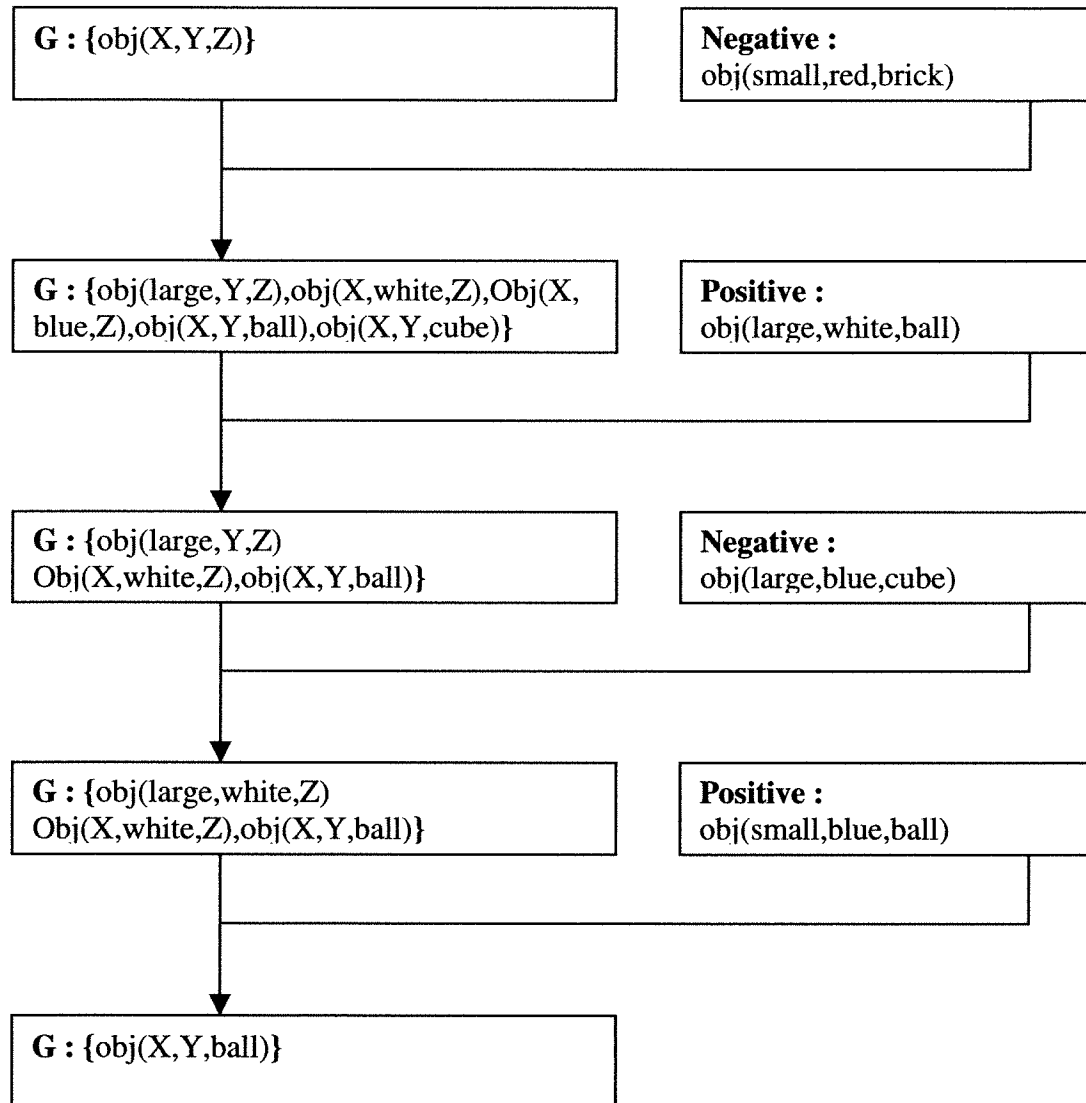 G : {obj(X,Y,Z)}
Negative :
obj(small,red,brick)
G : {obj(large,Y,Z),obj(X,white,Z),Obj(X,
blue,Z),obj(X,Y,ball),obj(X,Y,cube)}
Positive :
obj(large,white,ball)
G : {obj(large,Y,Z)
Obj(X,white,Z),obj(X,Y,ball)}
Negative :
obj(large,blue,cube)
G : {obj(large,white,Z)
Obj(X,white,Z),obj(X,Y,ball)}
Positive :
obj(small,blue,ball)
G : {obj(X,Y,ball)}